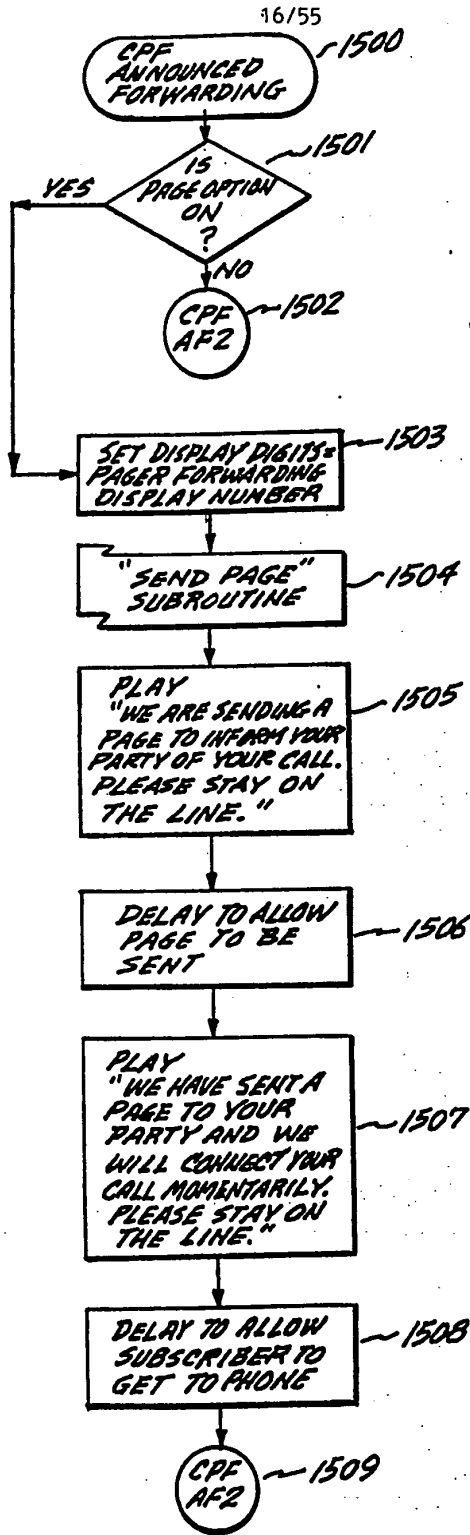 16/55
CPF
ANNOUNCED
FORWARDING
1500
IS
PAGE OPTION
ON
?
1501
YES
NO
CPF
AF2
1502
SET DISPLAY DIGITS=
PAGER FORWARDING
DISPLAY NUMBER
1503
"SEND PAGE"
SUBROUTINE
1504
PLAY
"WE ARE SENDING A
PAGE TO INFORM YOUR
PARTY OF YOUR CALL.
PLEASE STAY ON
THE LINE."
1505
DELAY TO ALLOW
PAGE TO BE
SENT
1506
PLAY
"WE HAVE SENT A
PAGE TO YOUR
PARTY AND WE
WILL CONNECT YOUR
CALL MOMENTARILY.
PLEASE STAY ON
THE LINE."
1507
DELAY TO ALLOW
SUBSCRIBER TO
GET TO PHONE
1508
CPF
AF2
1509